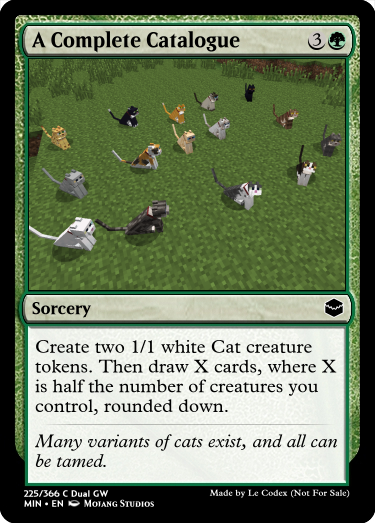 A Complete Catalogue 3
Sorcery
Create two 1/1 white Cat creature
tokens. Then draw X cards, where X
is half the number of creatures you
control, rounded down.
Many variants of cats exist, and all can
be tamed.
225/366 C Dual GW
MIN • EN Mojang Studios
Made by Le Codex (Not For Sale)